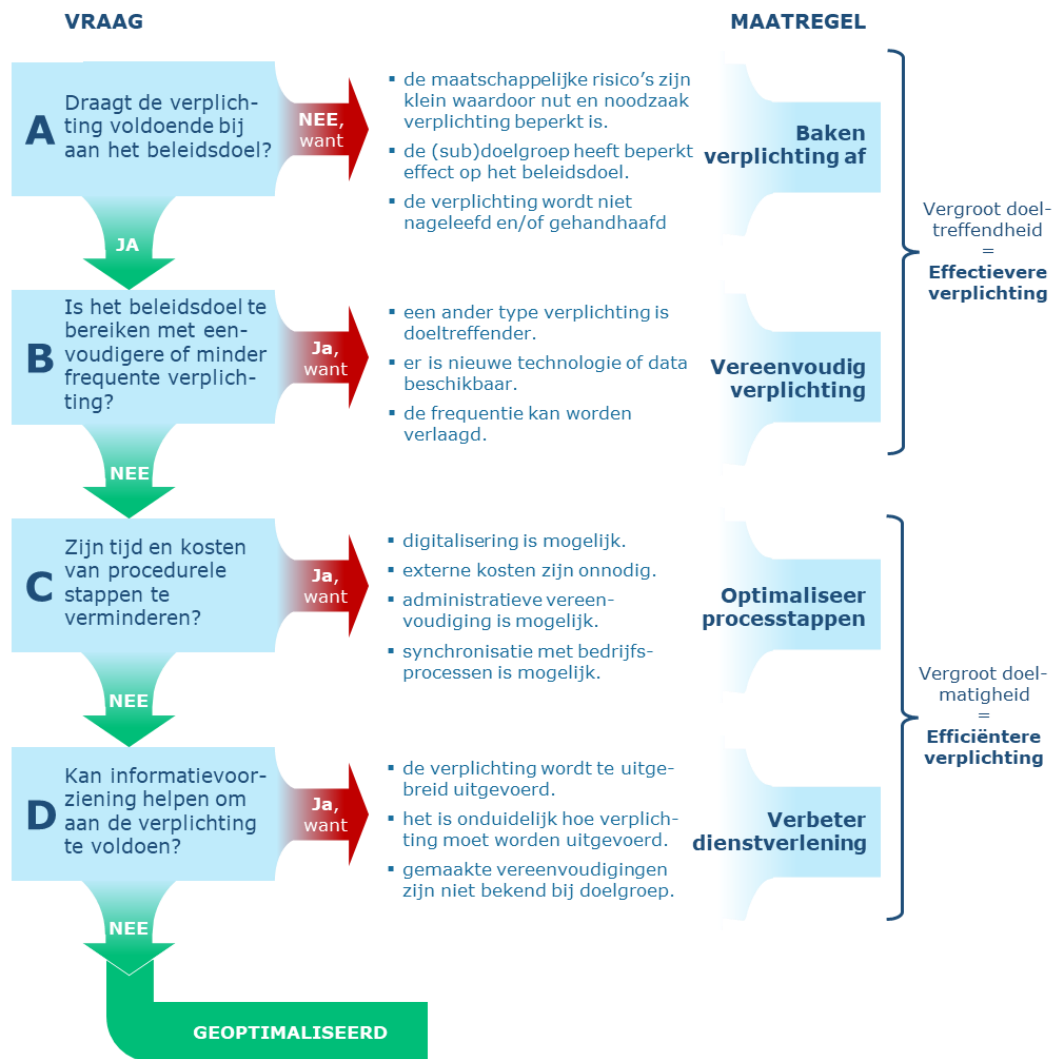 VRAAG
MAATREGEL
A
Draagt de verplich-
ting voldoende bij
aan het beleidsdoel?
NEE,
want
▪ de maatschappelijke risico's zijn
klein waardoor nut en noodzaak
verplichting beperkt is.
▪ de (sub)doelgroep heeft beperkt
effect op het beleidsdoel.
▪ de verplichting wordt niet
nageleefd en/of gehandhaafd
Baken
verplichting af
JA
B
Is het beleidsdoel te
bereiken met een-
voudigere of minder
frequente verplich-
ting?
Ja,
want
▪ een ander type verplichting is
doeltreffender.
▪ er is nieuwe technologie of data
beschikbaar.
▪ de frequentie kan worden
verlaagd.
Vereenvoudig
verplichting
Vergroot doel-
treffendheid
=
Effectievere
verplichting
NEE
C
Zijn tijd en kosten
van procedurele
stappen te
verminderen?
Ja,
want
▪ digitalisering is mogelijk.
▪ externe kosten zijn onnodig.
▪ administratieve vereen-
voudiging is mogelijk.
▪ synchronisatie met bedrijfs-
processen is mogelijk.
Optimaliseer
processtappen
NEE
D
Kan informatievoor-
ziening helpen om
aan de verplichting
te voldoen?
Ja,
want
▪ de verplichting wordt te uitge-
breid uitgevoerd.
▪ het is onduidelijk hoe verplich-
ting moet worden uitgevoerd.
▪ gemaakte vereenvoudigingen
zijn niet bekend bij doelgroep.
Verbeter
dienstverlening
Vergroot doel-
matigheid
=
Efficiëntere
verplichting
NEE
GEOPTIMALISEERD